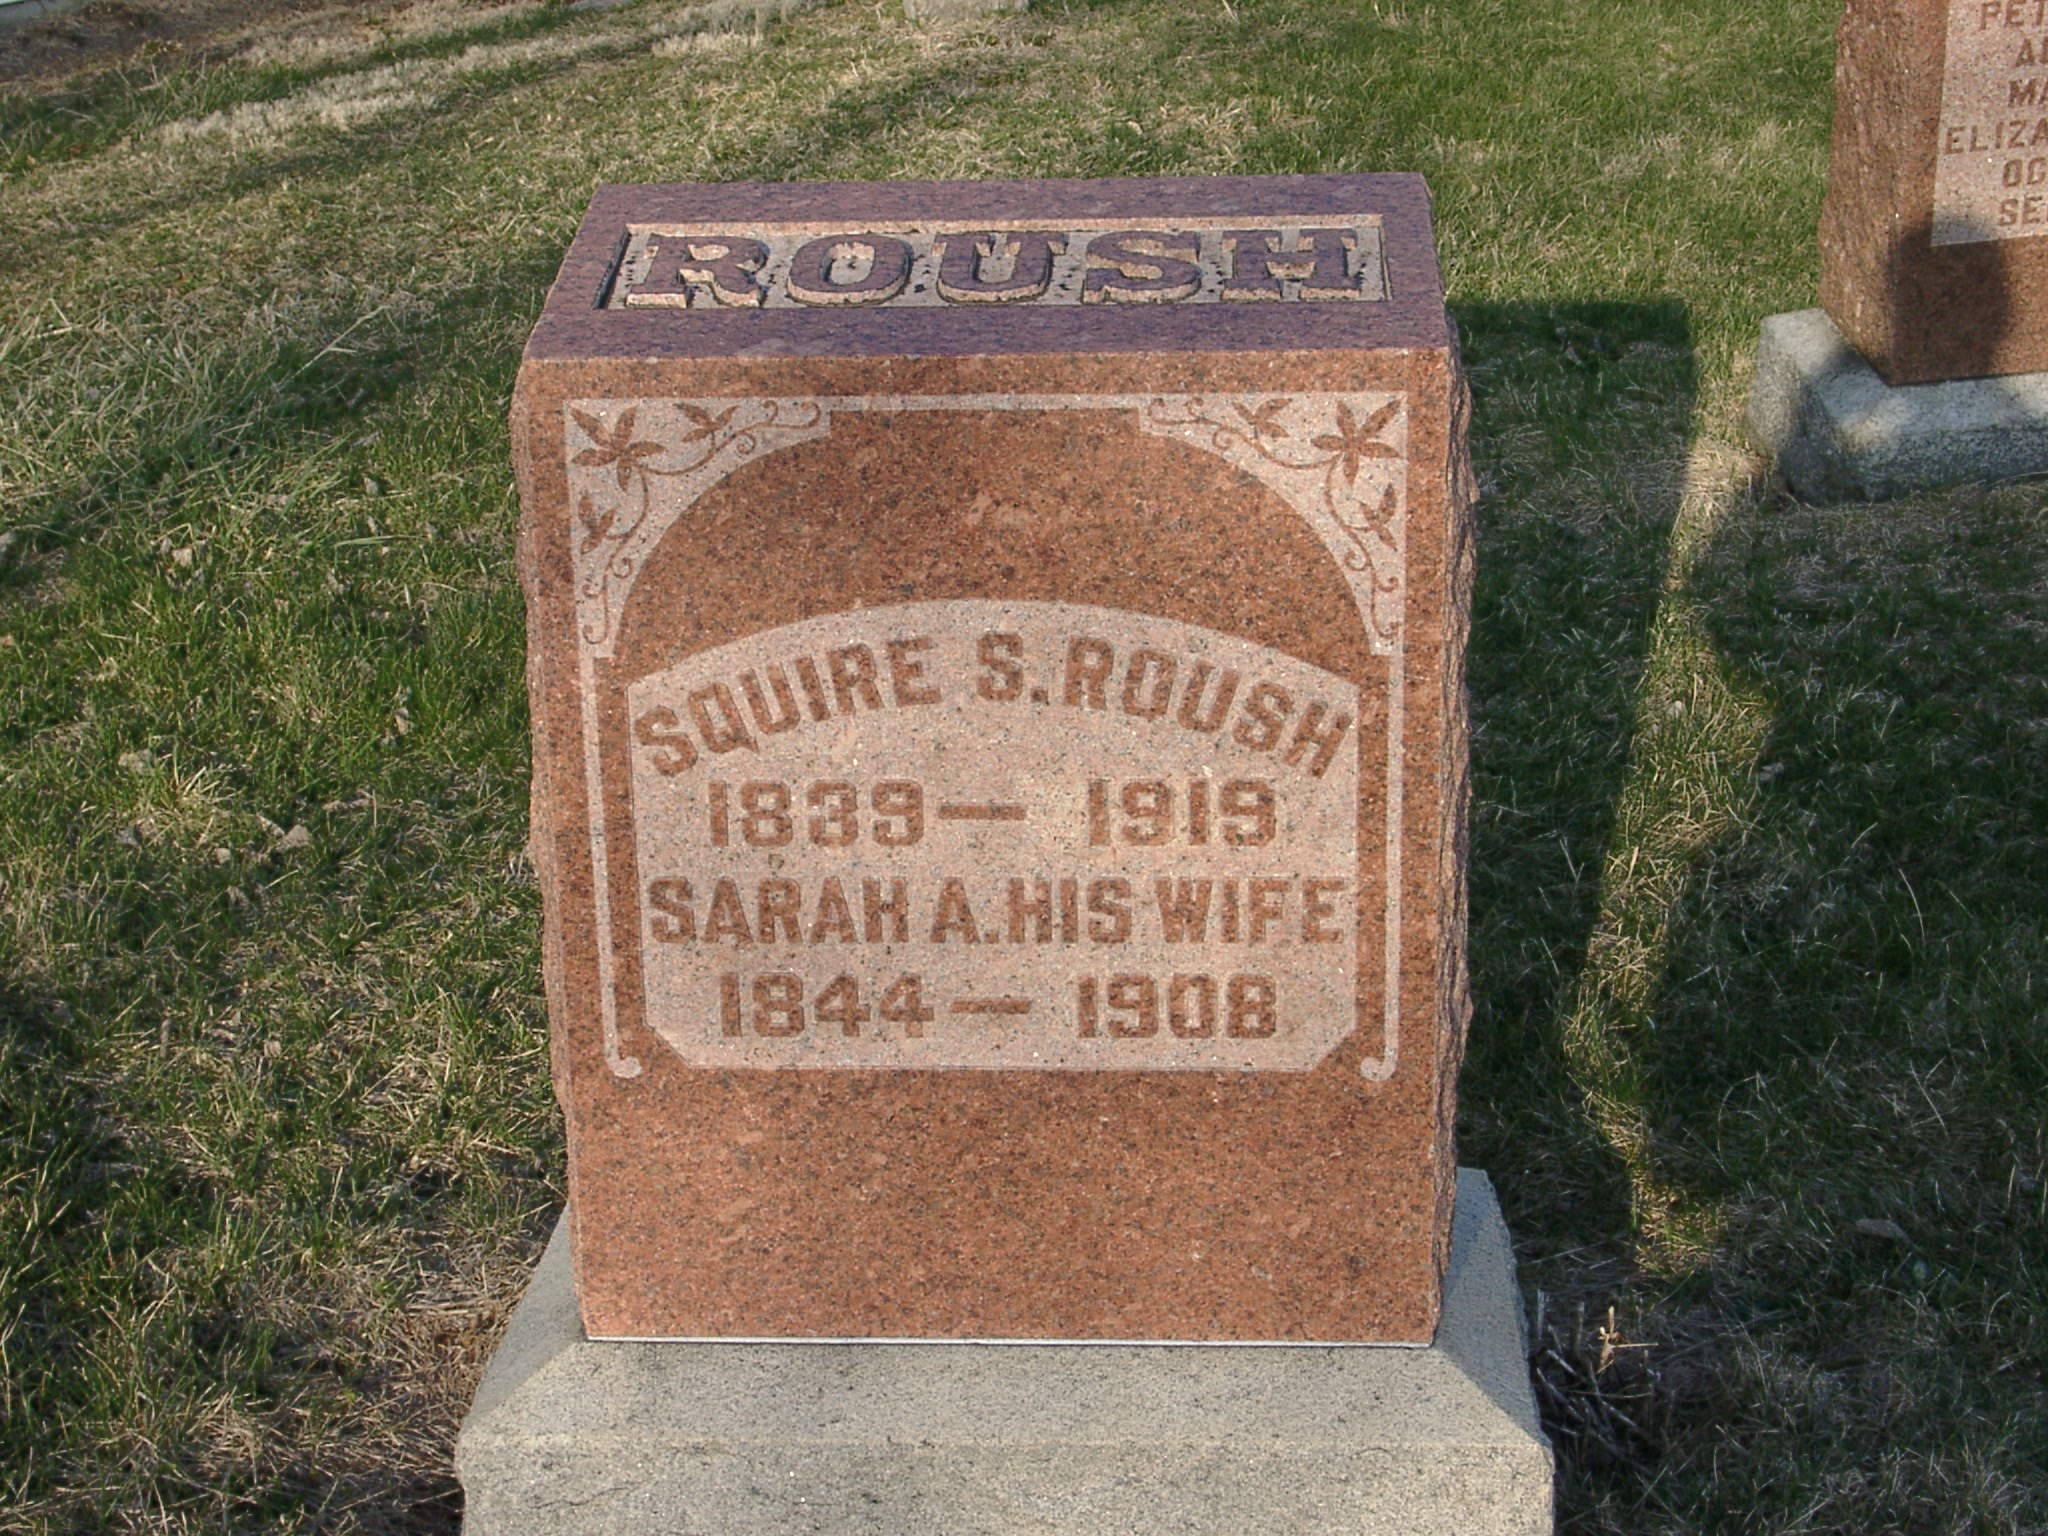 ROUSH
SQUIRE S. ROUSH
1839 — 1919
SARAH A. HIS WIFE
1844 — 1908